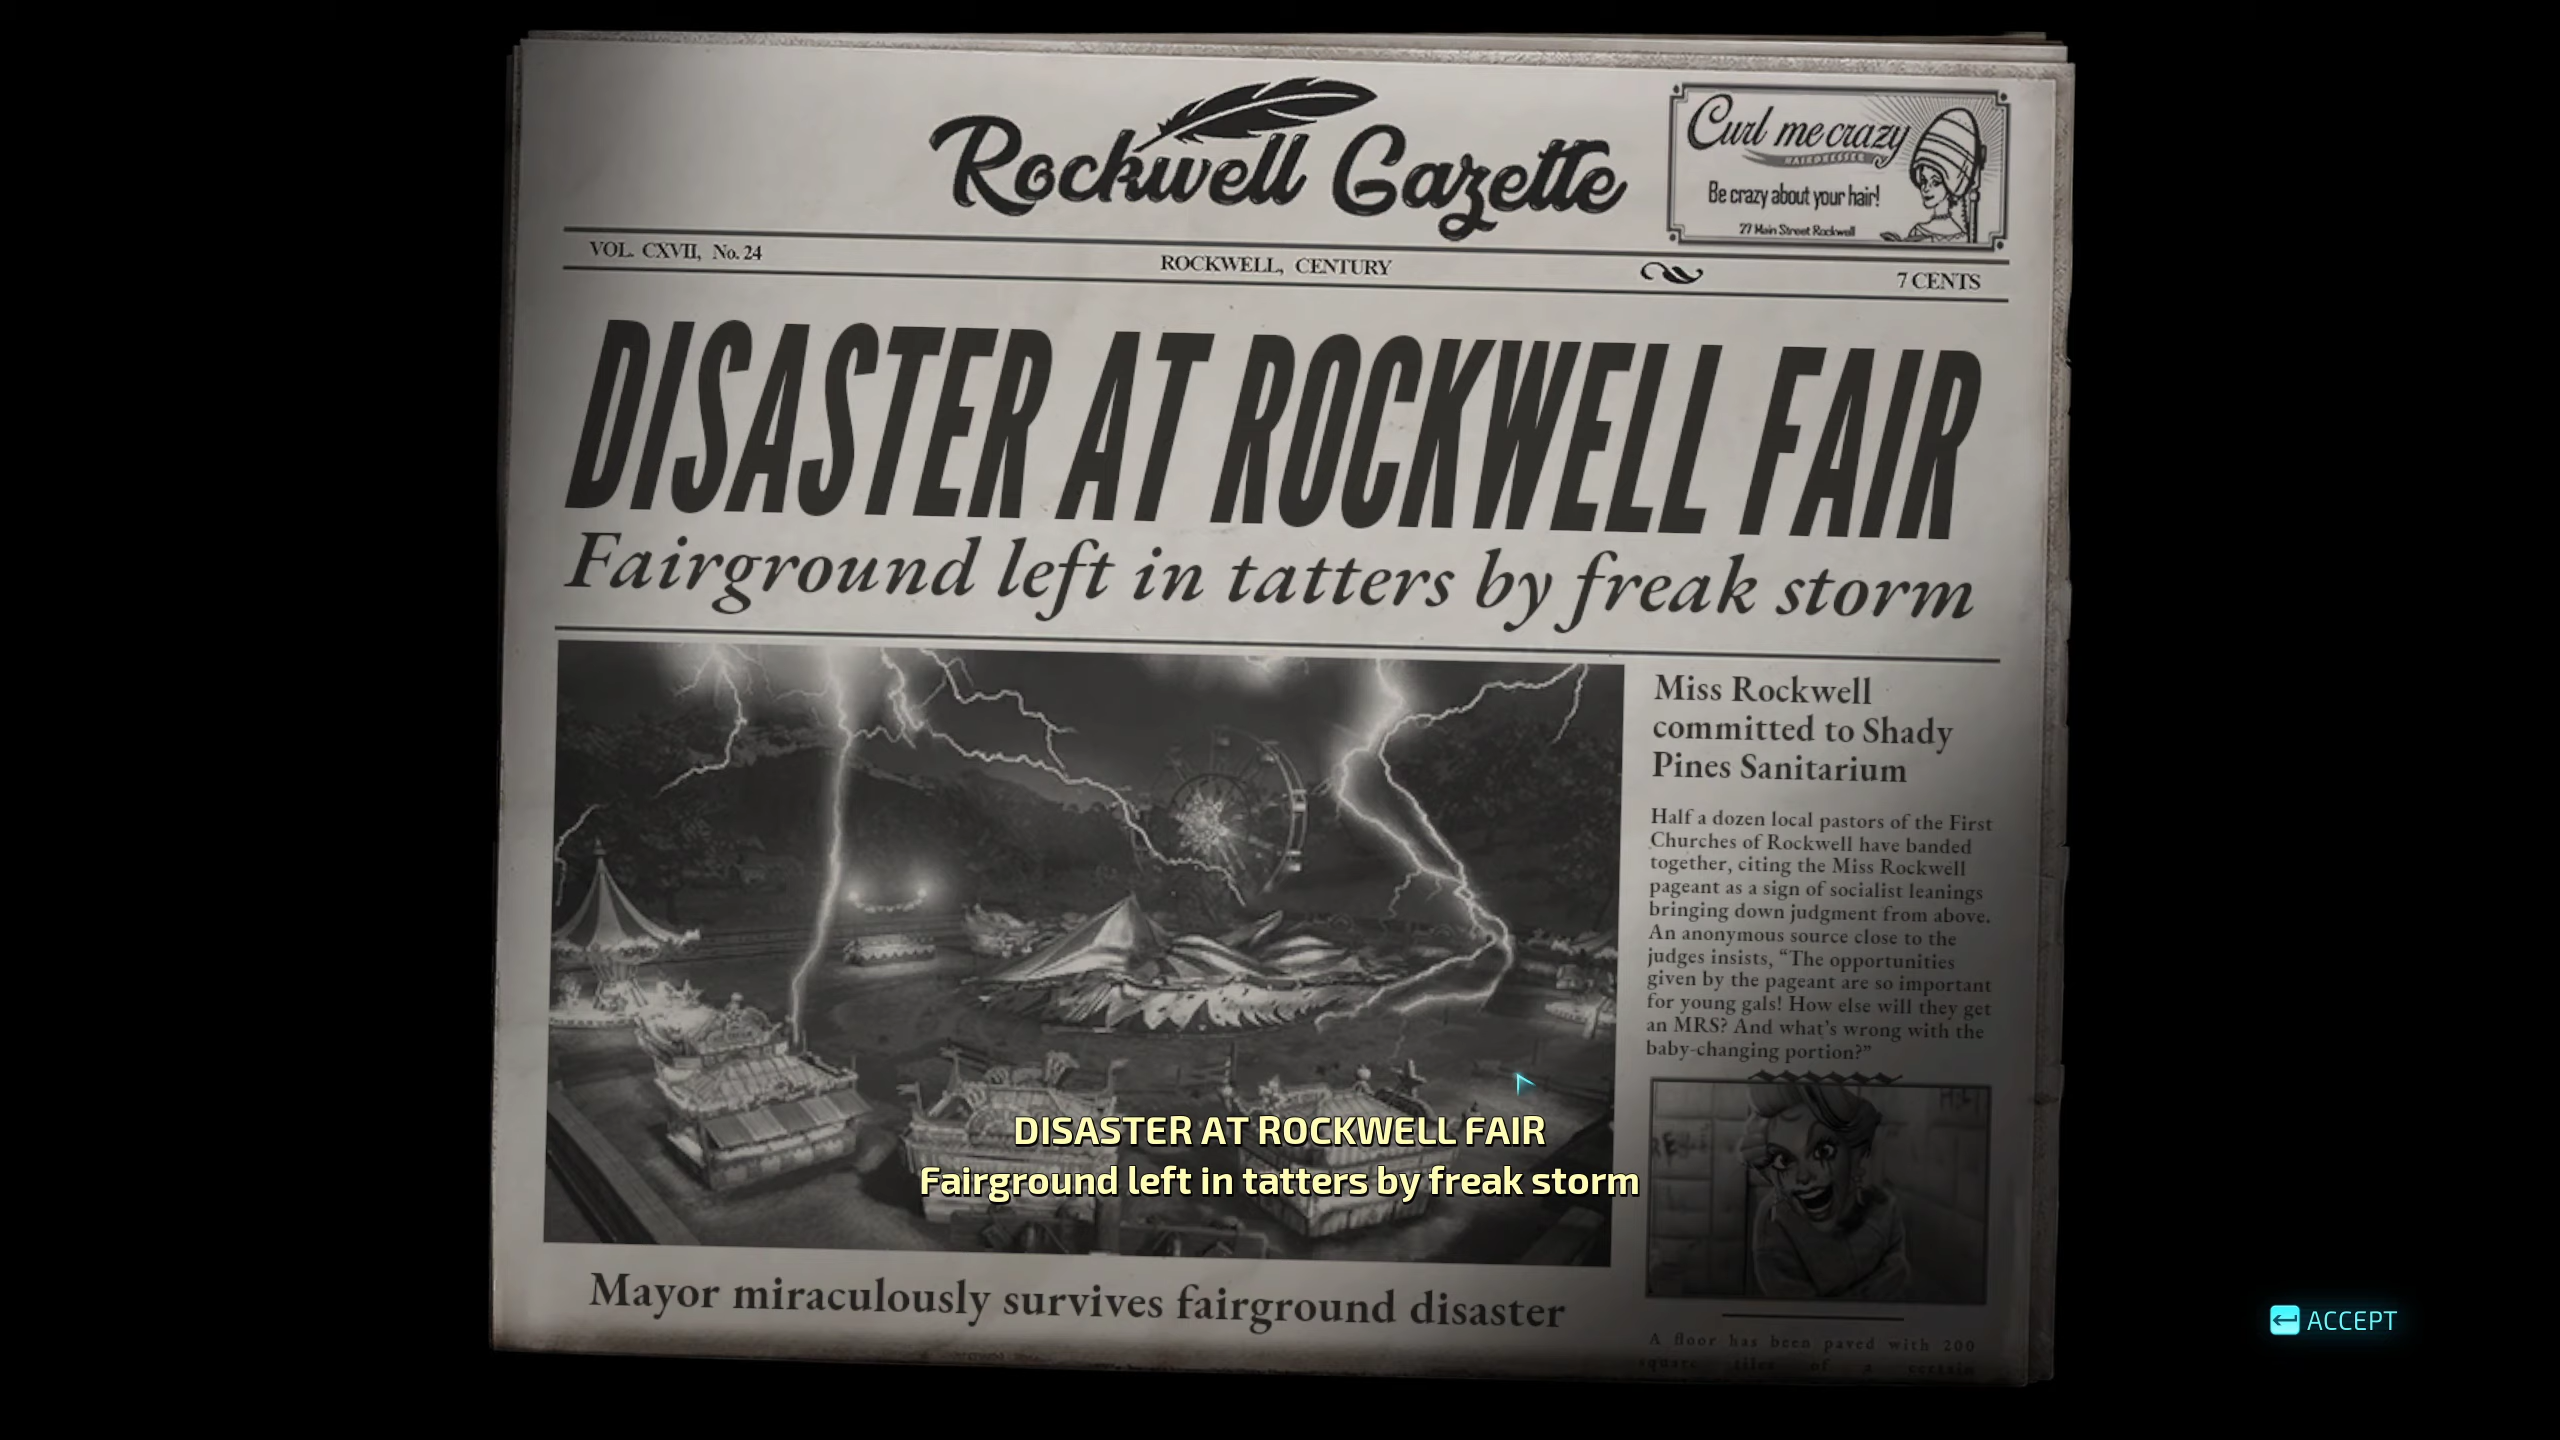 Rockwell Gazette
Curl me crazy
HAIRDRESSER
Be crazy about your hair!
27 Main Street Rockwell
VOL. CXVII, No. 24
ROCKWELL, CENTURY
7 CENTS
DISASTER AT ROCKWELL FAIR
Fairground left in tatters by freak storm
Miss Rockwell
committed to Shady
Pines Sanitarium
Half a dozen local pastors of the First
Churches of Rockwell have banded
together, citing the Miss Rockwell
pageant as a sign of socialist leanings
bringing down judgment from above.
An anonymous source close to the
judges insists, “The opportunities
given by the pageant are so important
for young gals! How else will they get
an MRS? And what’s wrong with the
baby-changing portion?”
DISASTER AT ROCKWELL FAIR
Fairground left in tatters by freak storm
Mayor miraculously survives fairground disaster
A floor has been paved with 200
square tiles of a certain
ACCEPT